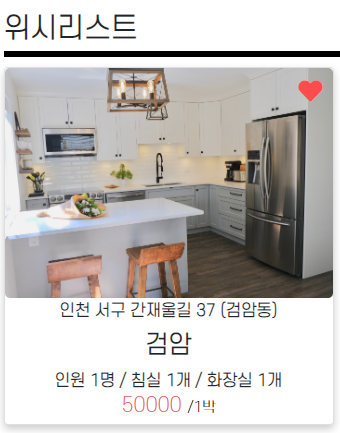 위시리스트
인천 서구 간재울길 37 (검암동)
검암
인원 1명 / 침실 1개 / 화장실 1개
50000 /1박